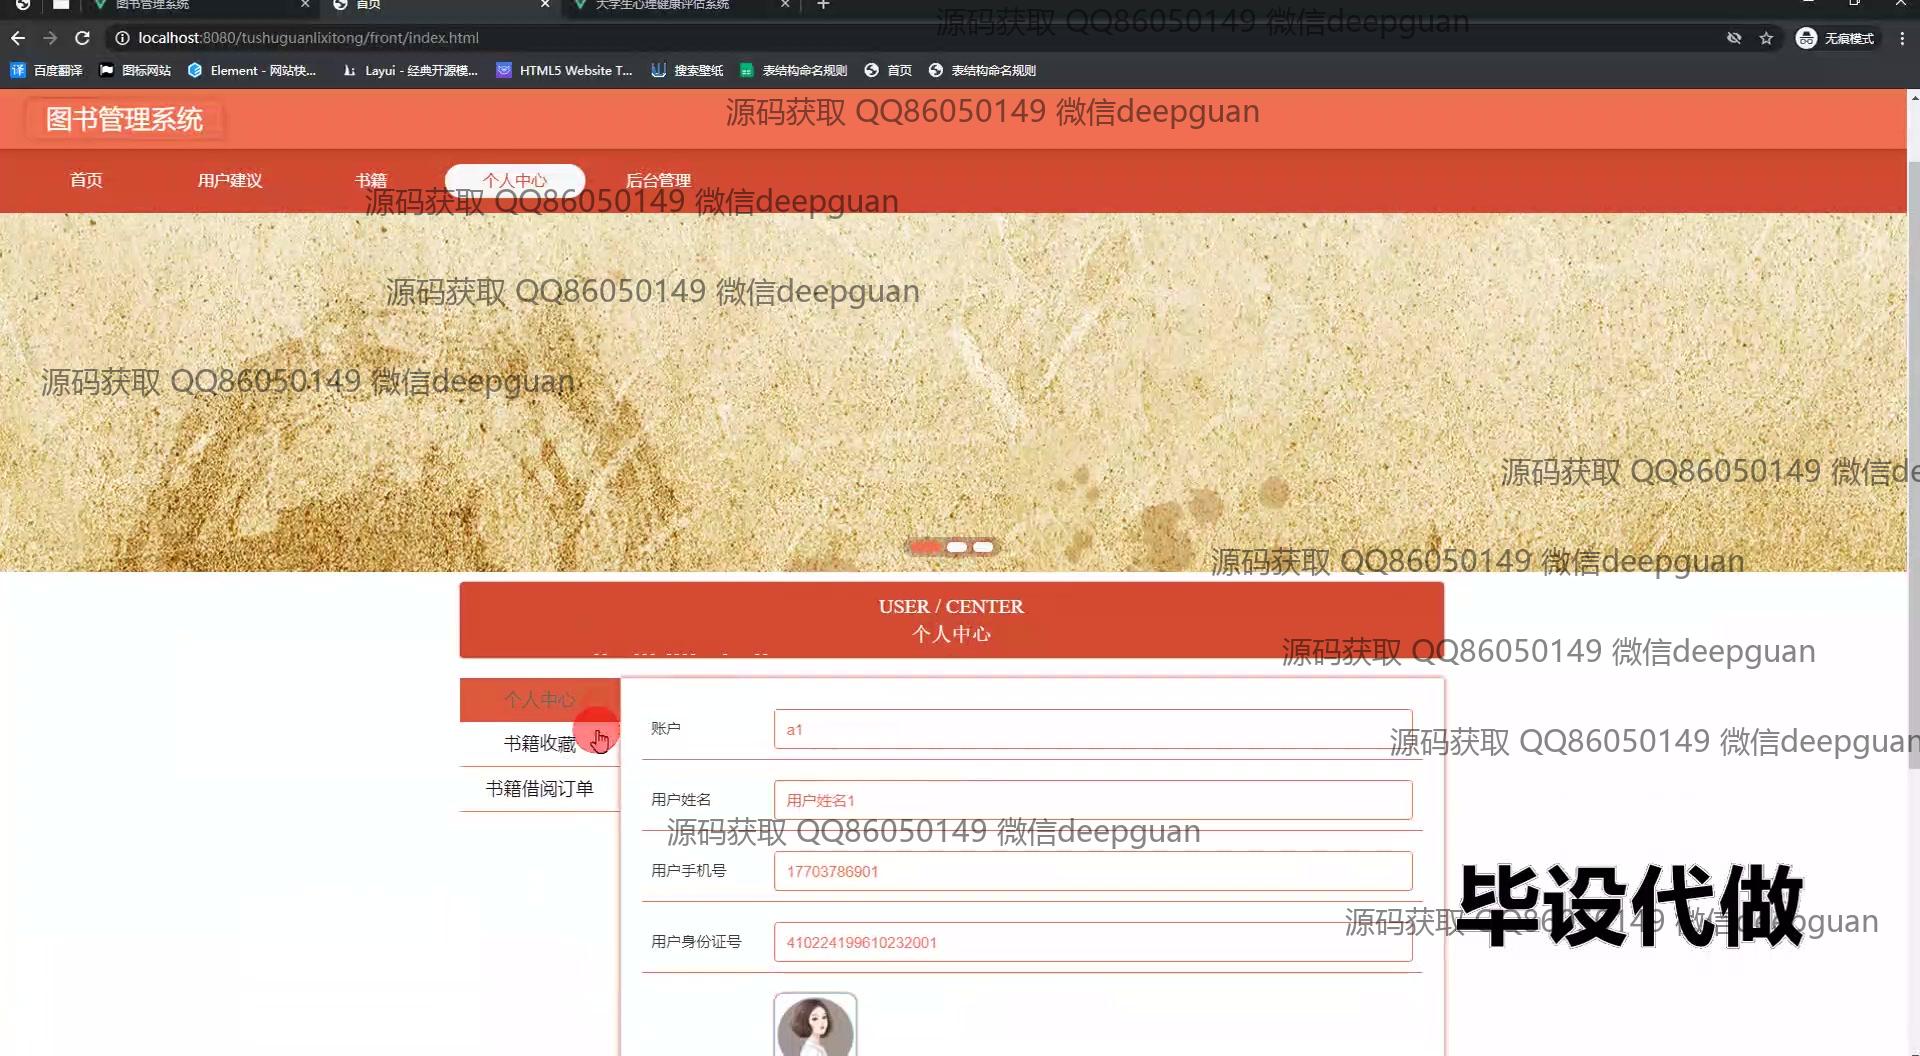 图书管理系统
首页
大学生心理健康评估系统
源码获取 QQ86050149 微信deepguan
localhost:8080/tushuguanlixitong/front/index.html
无痕模式
百度翻译
图标网站
Element - 网站快...
Layui - 经典开源模...
HTML5 Website T...
搜索壁纸
表结构命名规则
首页
表结构命名规则
图书管理系统
源码获取 QQ86050149 微信deepguan
首页
用户建议
书籍
个人中心
后台管理
源码获取 QQ86050149 微信deepguan
源码获取 QQ86050149 微信deepguan
源码获取 QQ86050149 微信deepguan
源码获取 QQ86050149 微信de
源码获取 QQ86050149 微信deepguan
USER / CENTER
个人中心
源码获取 QQ86050149 微信deepguan
个人中心
书籍收藏
书籍借阅订单
账户
a1
源码获取 QQ86050149 微信deepguan
用户姓名
用户姓名1
源码获取 QQ86050149 微信deepguan
用户手机号
17703786901
毕设代做
源码获取 QQ86050149 微信deepguan
用户身份证号
410224199610232001